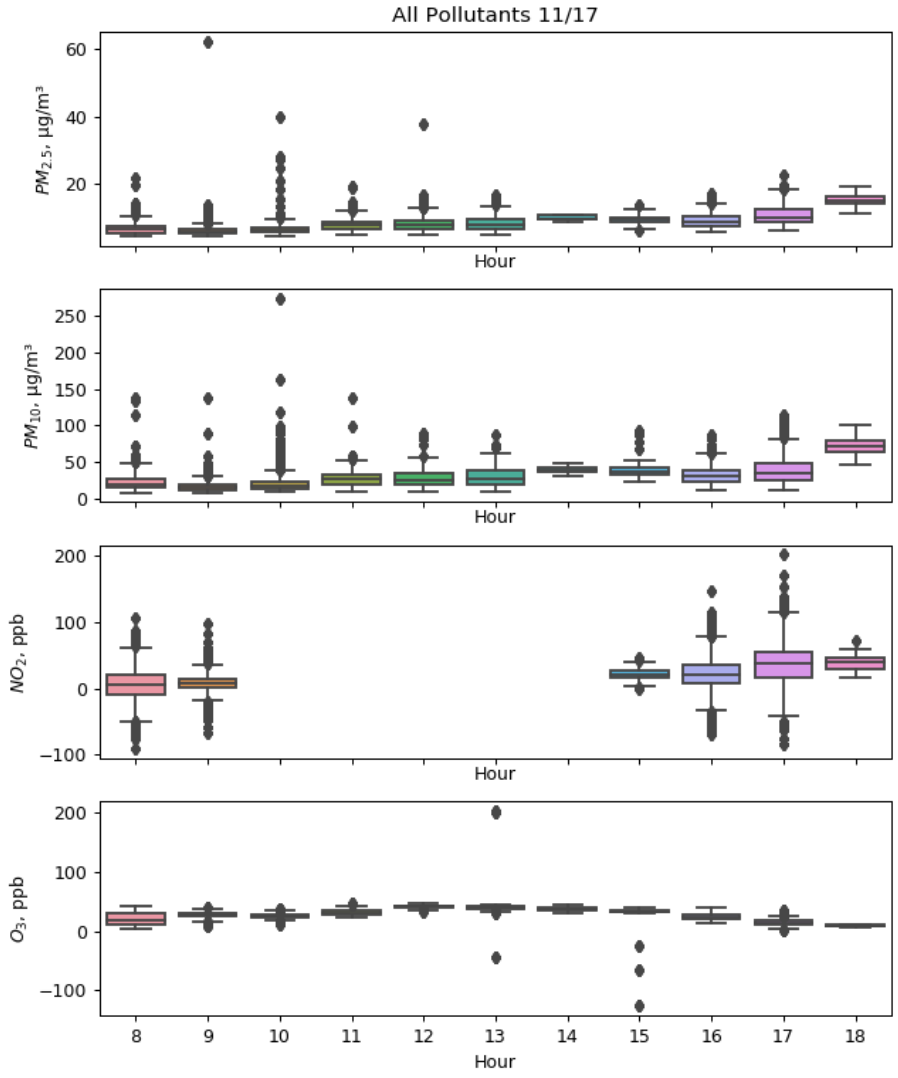 All Pollutants 11/17
60
40
20
PM2.5, µg/m³
Hour
250
200
150
100
50
0
PM10, µg/m³
Hour
200
100
0
−100
NO2, ppb
Hour
200
100
0
−100
O3, ppb
8 9 10 11 12 13 14 15 16 17 18
Hour